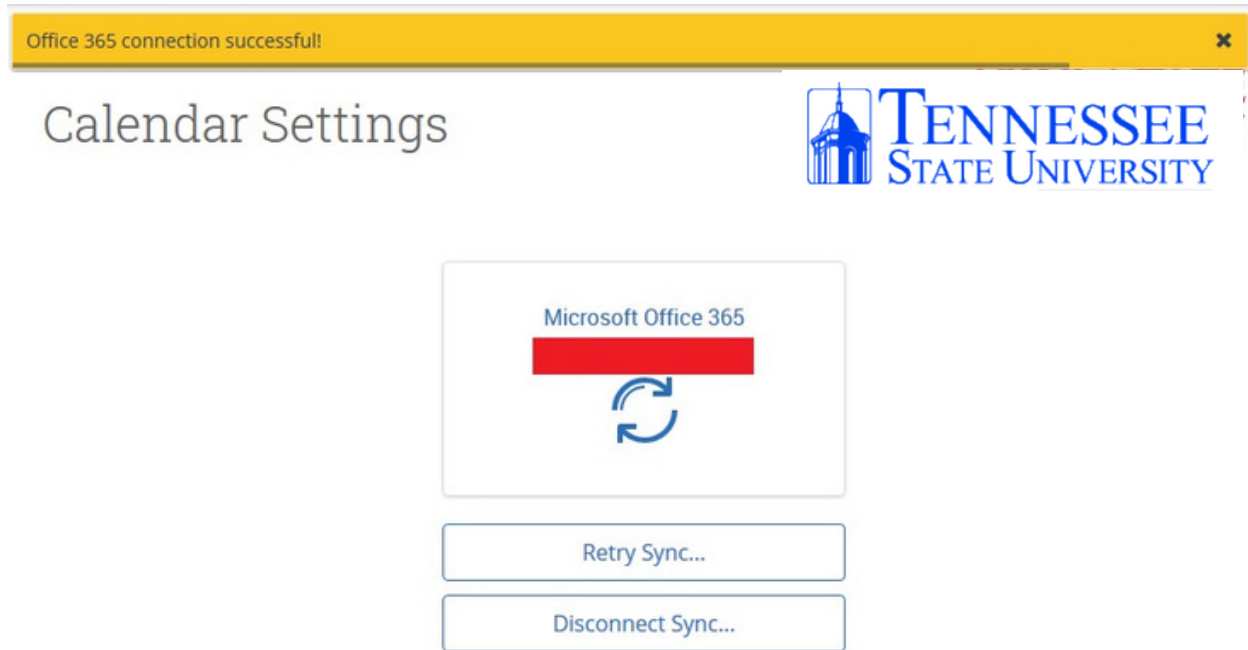 Office 365 connection successful!
Calendar Settings
TENNESSEE
STATE UNIVERSITY
Microsoft Office 365
Retry Sync...
Disconnect Sync...